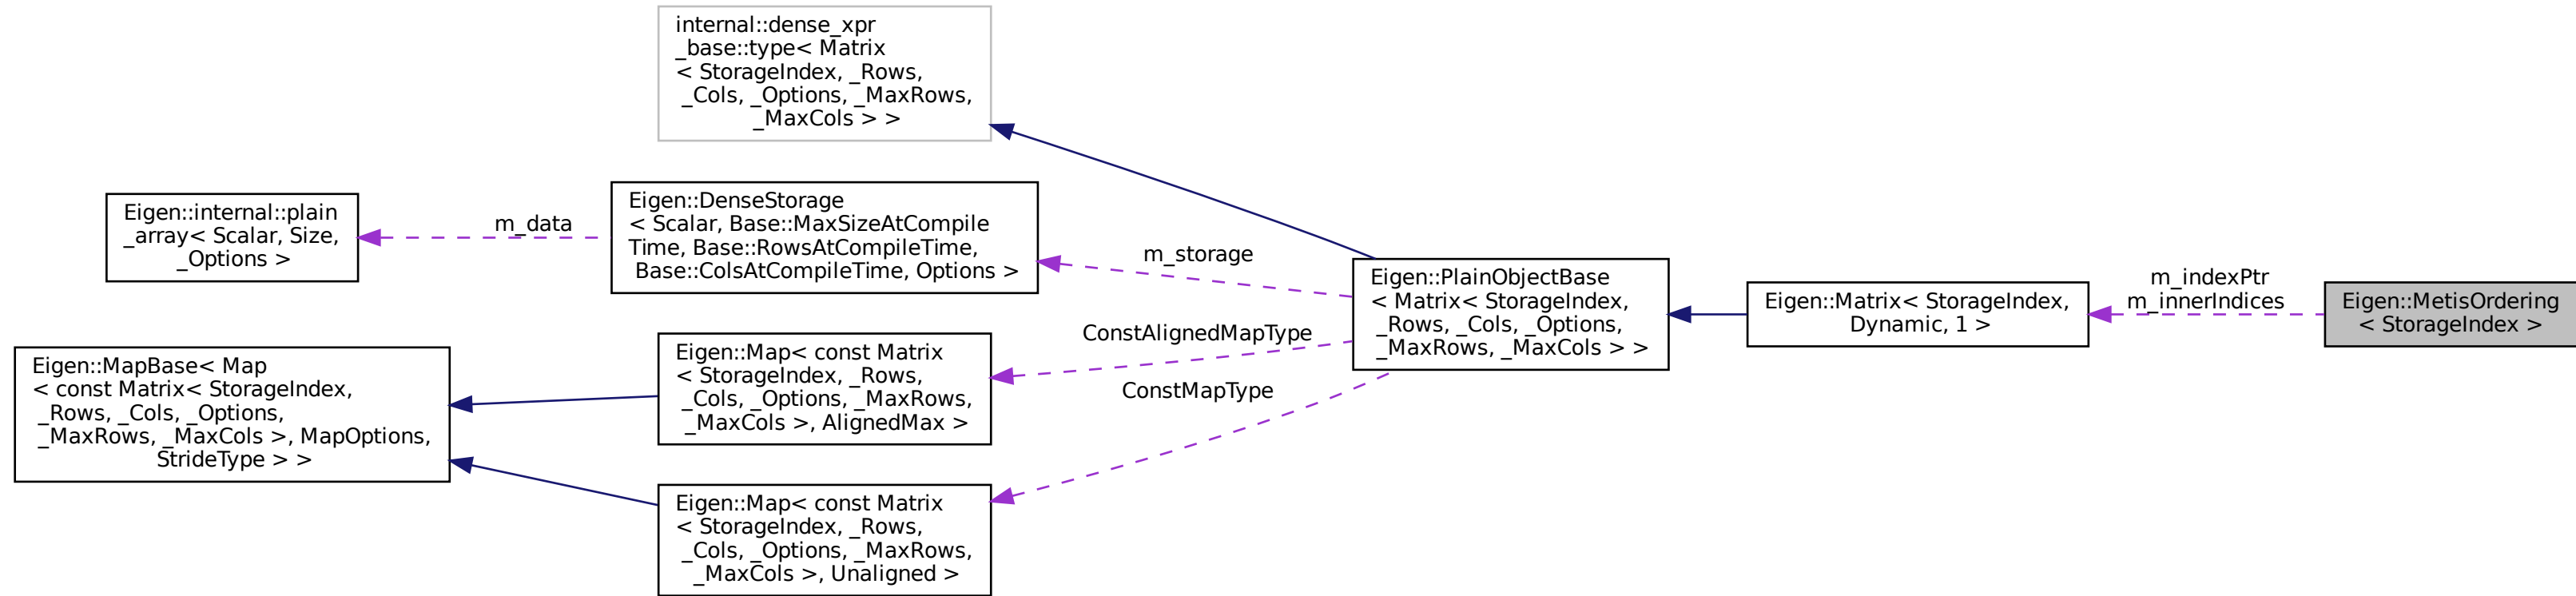 internal::dense_xpr
_base::type< Matrix
< StorageIndex, _Rows,
_Cols, _Options, _MaxRows,
_MaxCols > >
Eigen::internal::plain
_array< Scalar, Size,
_Options >
m_data
Eigen::DenseStorage
< Scalar, Base::MaxSizeAtCompile
Time, Base::RowsAtCompileTime,
Base::ColsAtCompileTime, Options >
m_storage
Eigen::MapBase< Map
< const Matrix< StorageIndex,
_Rows, _Cols, _Options,
_MaxRows, _MaxCols >, MapOptions,
StrideType > >
Eigen::Map< const Matrix
< StorageIndex, _Rows,
_Cols, _Options, _MaxRows,
_MaxCols >, AlignedMax >
ConstAlignedMapType
ConstMapType
Eigen::Map< const Matrix
< StorageIndex, _Rows,
_Cols, _Options, _MaxRows,
_MaxCols >, Unaligned >
Eigen::PlainObjectBase
< Matrix< StorageIndex,
_Rows, _Cols, _Options,
_MaxRows, _MaxCols > >
Eigen::Matrix< StorageIndex,
Dynamic, 1 >
m_indexPtr
m_innerIndices
Eigen::MetisOrdering
< StorageIndex >